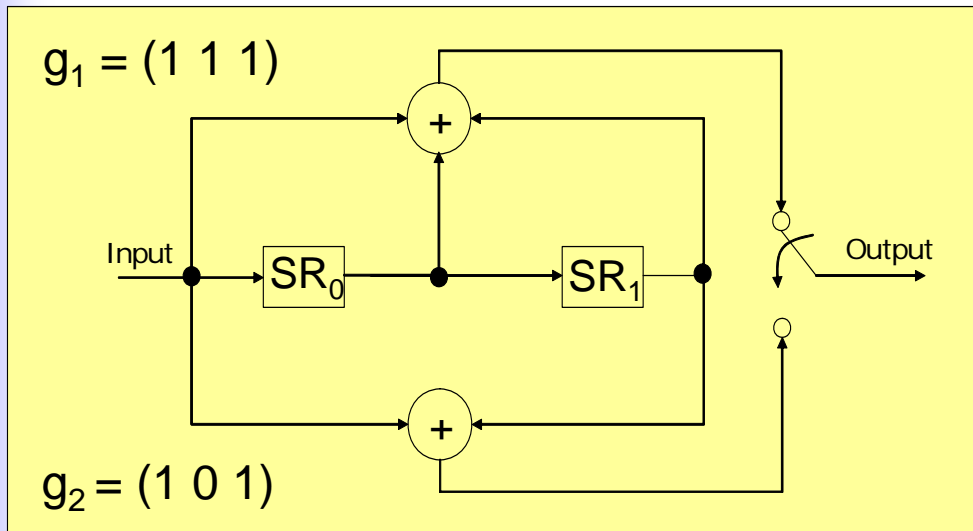 g₁ = (1 1 1)
+
Input
SR₀
SR₁
Output
+
g₂ = (1 0 1)